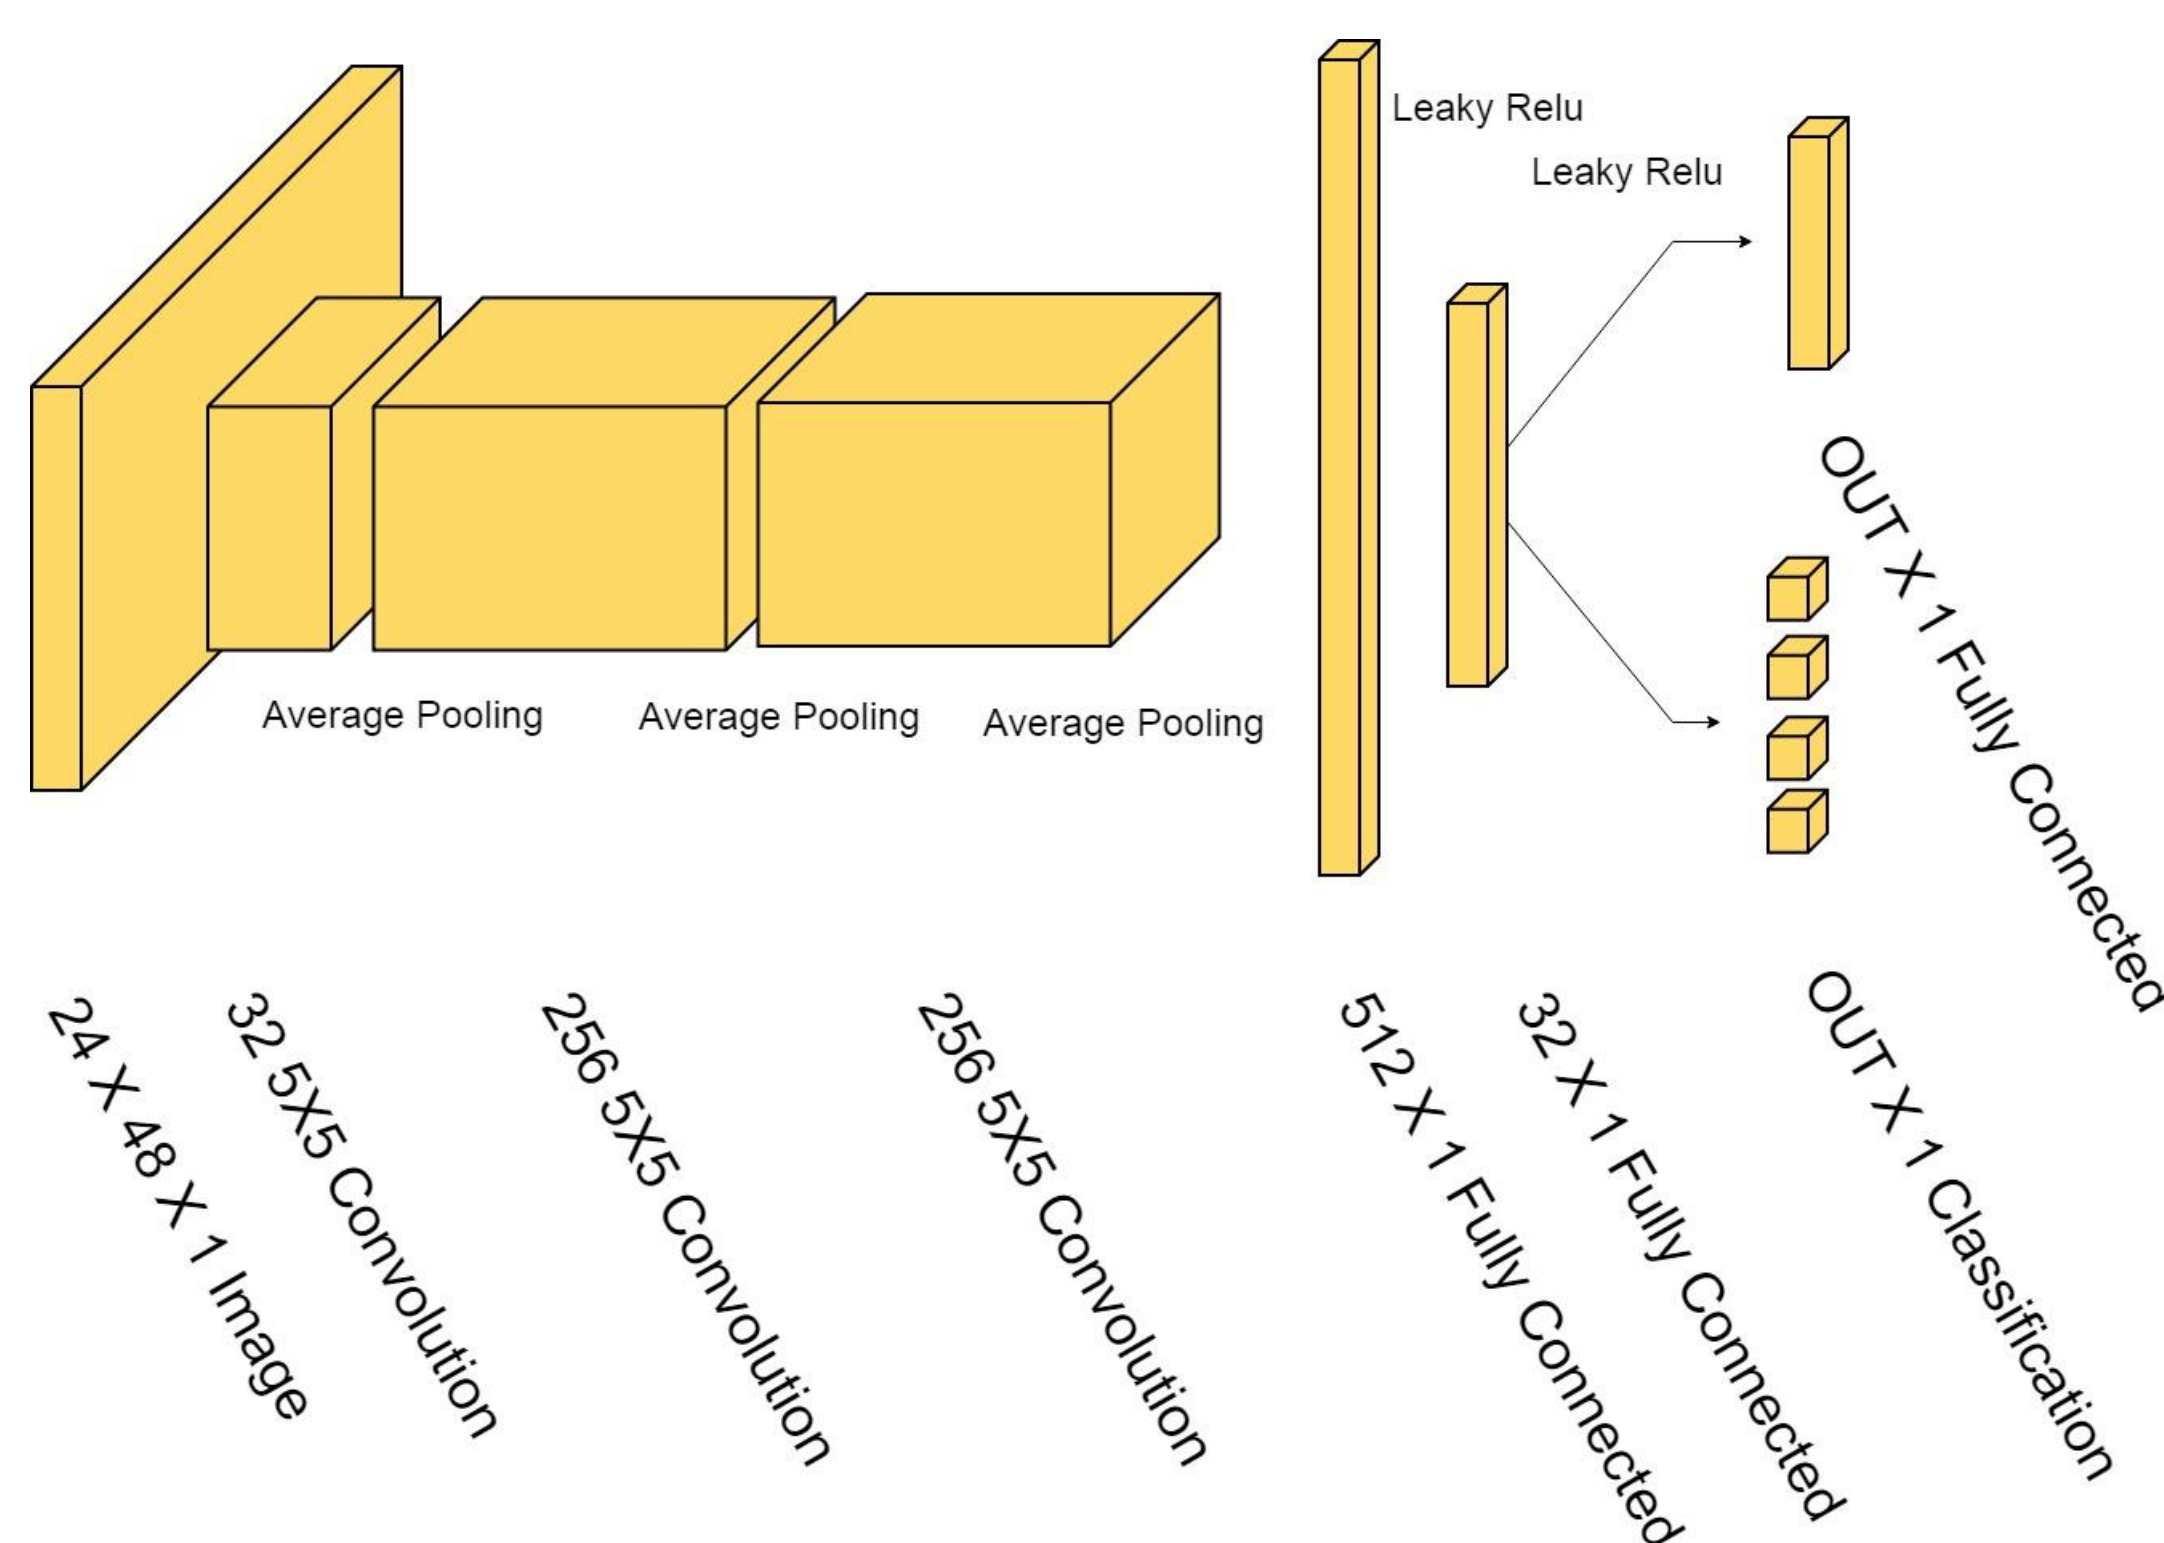 Leaky Relu
Leaky Relu
Average Pooling
Average Pooling
Average Pooling
OUT X 1 Fully Connected
24 X 48 X 1 Image
32 5X5 Convolution
256 5X5 Convolution
256 5X5 Convolution
512 X 1 Fully Connected
32 X 1 Fully Connected
OUT X 1 Classification